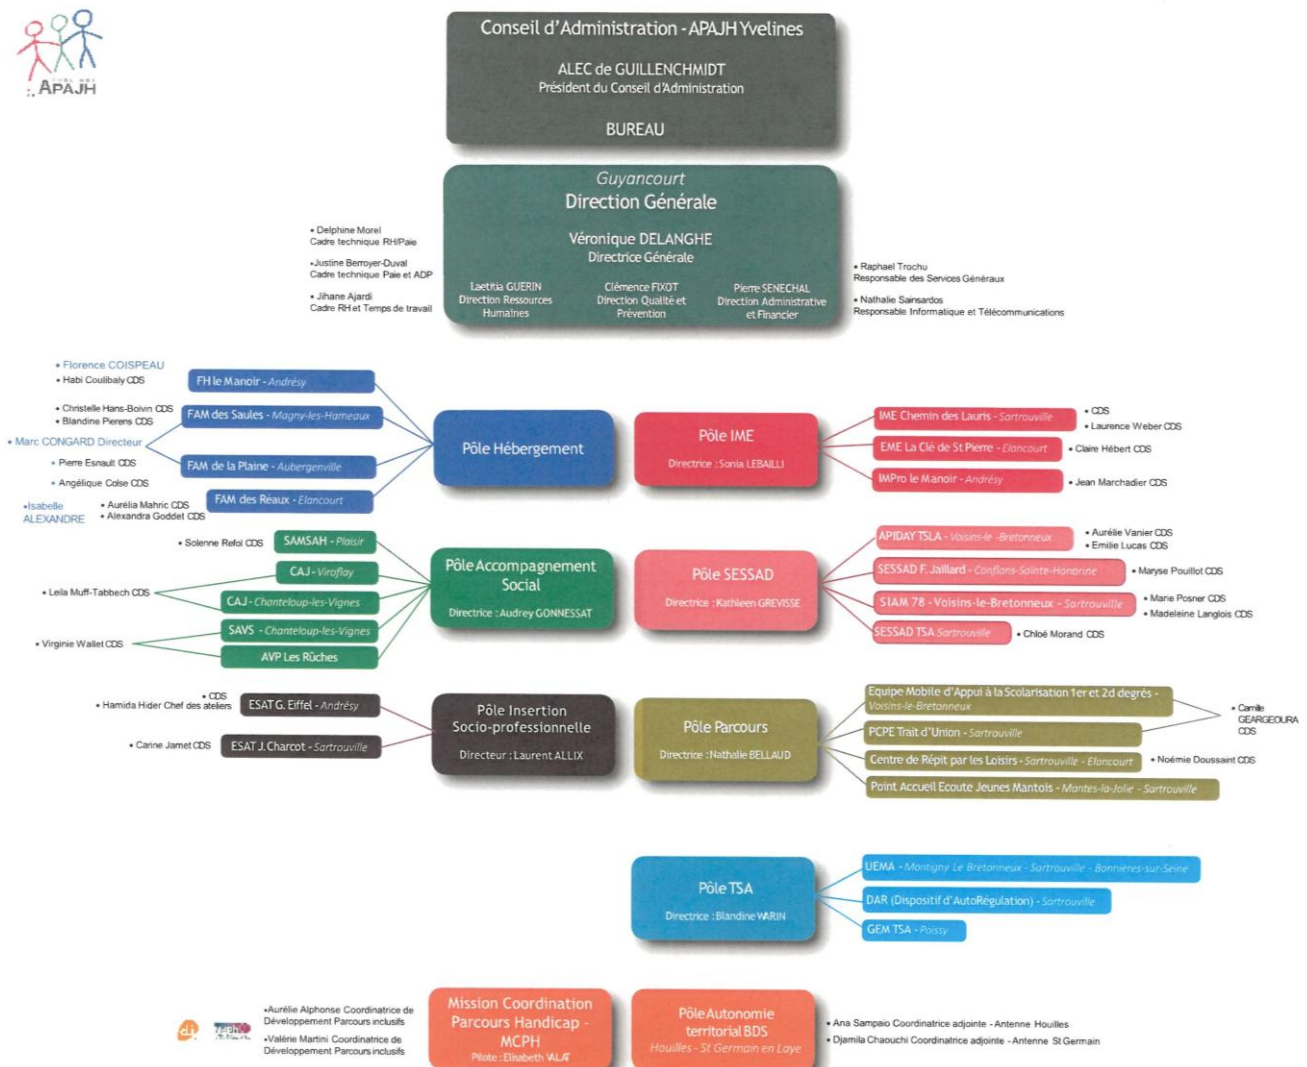 APAJH
Conseil d'Administration - APAJH Yvelines
ALEC de GUILLENCHMIDT
Président du Conseil d'Administration
BUREAU
Guyancourt
Direction Générale
Véronique DELANGHE
Directrice Générale
Laetitia GUERIN
Direction Ressources
Humaines
Clémence FIXOT
Direction Qualité et
Prévention
Pierre SENECHAL
Direction Administrative
et Financier
• Delphine Morel
Cadre technique RH/Paie
•Justine Berroyer-Duval
Cadre technique Paie et ADP
• Jihane Ajardi
Cadre RH et Temps de travail
• Raphael Trochu
Responsable des Services Généraux
• Nathalie Sainsardos
Responsable Informatique et Télécommunications
Pôle Hébergement
• Florence COISPEAU
• Habi Coulibaly CDS
FH le Manoir - Andrésy
• Christelle Hans-Boivin CDS
• Blandine Pierens CDS
FAM des Saules - Magny-les-Hameaux
• Marc CONGARD Directeur
• Pierre Esnault CDS
• Angélique Colse CDS
FAM de la Plaine - Aubergenville
•Isabelle
ALEXANDRE
• Aurélia Mahric CDS
• Alexandra Goddet CDS
FAM des Réaux - Elancourt
Pôle IME
Directrice : Sonia LEBAILLI
IME Chemin des Lauris - Sartrouville
• CDS
• Laurence Weber CDS
EME La Clé de St Pierre - Elancourt
• Claire Hébert CDS
IMPro le Manoir - Andrésy
• Jean Marchadier CDS
Pôle Accompagnement
Social
Directrice : Audrey GONNESSAT
• Solenne Refol CDS
SAMSAH - Plaisir
CAJ - Viroflay
• Leila Muff-Tabbech CDS
CAJ - Chanteloup-les-Vignes
SAVS - Chanteloup-les-Vignes
• Virginie Wallet CDS
AVP Les Rûches
Pôle SESSAD
Directrice : Kathleen GREVISSE
APIDAY TSLA - Voisins-le -Bretonneux
• Aurélie Vanier CDS
• Emilie Lucas CDS
SESSAD F. Jaillard - Conflans-Sainte-Honorine
• Maryse Pouillot CDS
SIAM 78 - Voisins-le-Bretonneux - Sartrouville
• Marie Posner CDS
• Madeleine Langlois CDS
SESSAD TSA Sartrouville
• Chloé Morand CDS
Pôle Insertion
Socio-professionnelle
Directeur : Laurent ALLIX
• CDS
• Hamida Hider Chef des ateliers
ESAT G. Eiffel - Andrésy
• Carine Jamet CDS
ESAT J. Charcot - Sartrouville
Pôle Parcours
Directrice : Nathalie BELLAUD
Equipe Mobile d'Appui à la Scolarisation 1er et 2d degrés -
Voisins-le-Bretonneux
PCPE Trait d'Union - Sartrouville
• Camille
GEARGEOURA
CDS
Centre de Répit par les Loisirs - Sartrouville - Elancourt
• Noémie Doussaint CDS
Point Accueil Ecoute Jeunes Mantois - Mantes-la-Jolie - Sartrouville
Pôle TSA
Directrice : Blandine WARIN
UEMA - Montigny Le Bretonneux - Sartrouville - Bonnières-sur-Seine
DAR (Dispositif d'AutoRégulation) - Sartrouville
GEM TSA - Poissy
•Aurélie Alphonse Coordinatrice de
Développement Parcours inclusifs
•Valérie Martini Coordinatrice de
Développement Parcours inclusifs
Mission Coordination
Parcours Handicap -
MCPH
Pilote : Elisabeth VALAT
Pôle Autonomie
territorial BDS
Houilles - St Germain en Laye
• Ana Sampaio Coordinatrice adjointe - Antenne Houilles
• Djamila Chaouchi Coordinatrice adjointe - Antenne St Germain